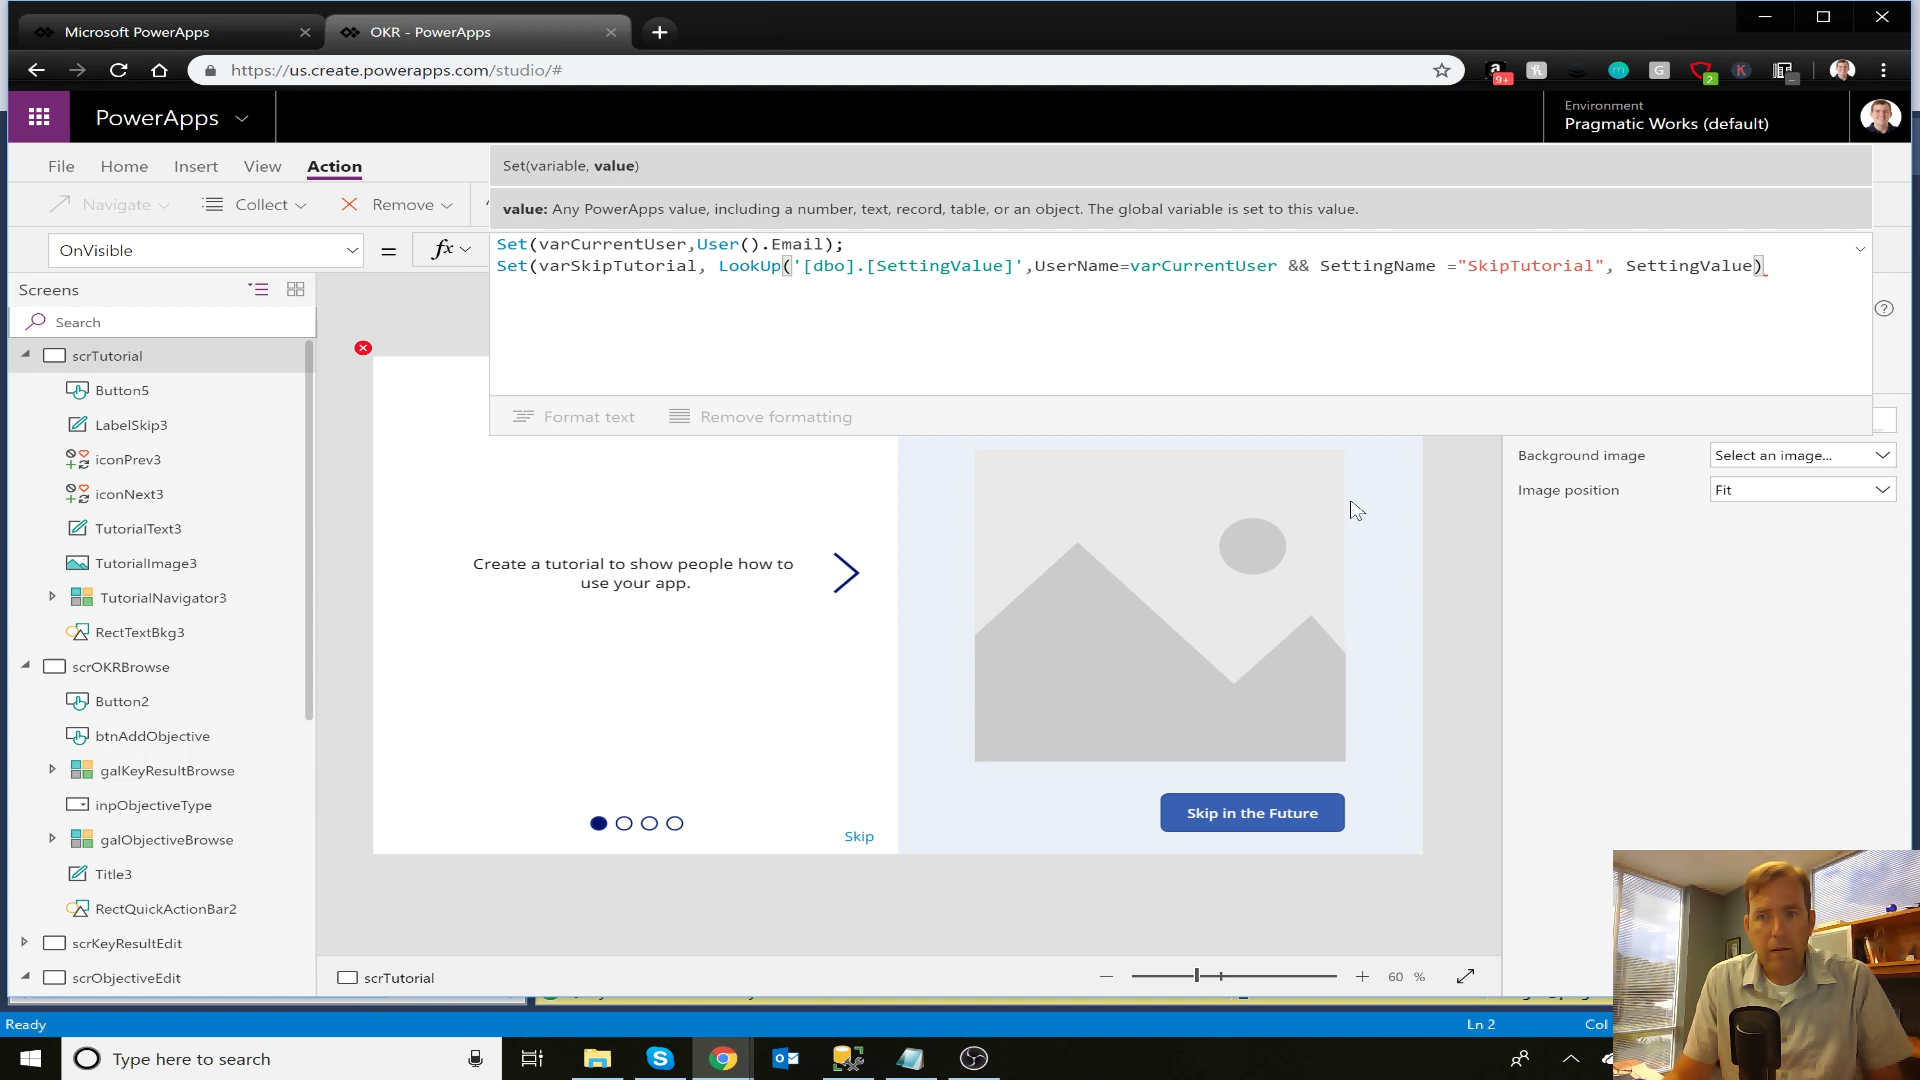 Microsoft PowerApps
OKR - PowerApps
https://us.create.powerapps.com/studio/#
9+
G
2
K
PowerApps
Environment
Pragmatic Works (default)
File
Home
Insert
View
Action
Set(variable, value)
Navigate
Collect
Remove
value: Any PowerApps value, including a number, text, record, table, or an object. The global variable is set to this value.
OnVisible
=
fx
Set(varCurrentUser,User().Email);
Set(varSkipTutorial, LookUp('[dbo].[SettingValue]',UserName=varCurrentUser && SettingName ="SkipTutorial", SettingValue)
Screens
Search
Format text
Remove formatting
scrTutorial
Button5
LabelSkip3
iconPrev3
iconNext3
TutorialText3
TutorialImage3
TutorialNavigator3
RectTextBkg3
scrOKRBrowse
Button2
btnAddObjective
galKeyResultBrowse
inpObjectiveType
galObjectiveBrowse
Title3
RectQuickActionBar2
scrKeyResultEdit
scrObjectiveEdit
Create a tutorial to show people how to
use your app.
Skip
Skip in the Future
Background image
Select an image...
Image position
Fit
scrTutorial
60 %
Ready
Ln 2
Col
Type here to search